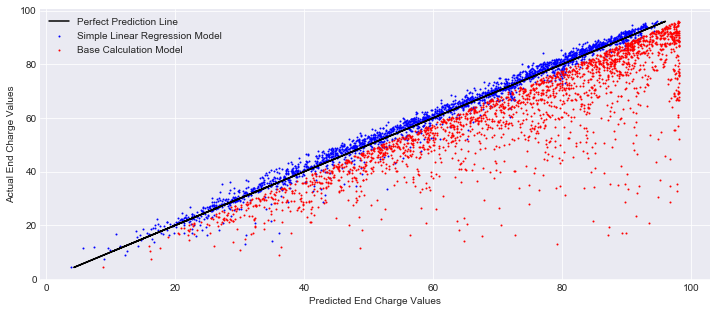 Perfect Prediction Line
Simple Linear Regression Model
Base Calculation Model
100
80
60
40
20
0
Actual End Charge Values
0
20
40
60
80
100
Predicted End Charge Values